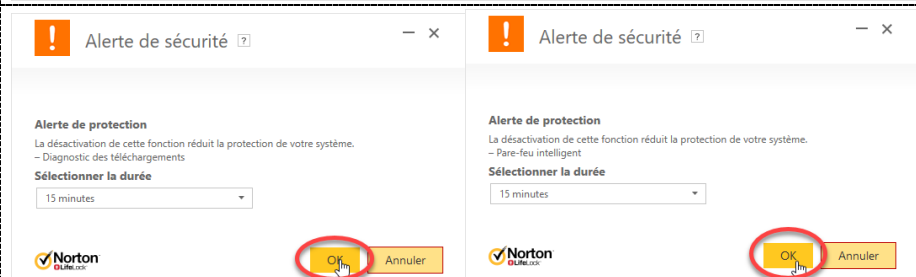 Alerte de sécurité ?
Alerte de protection
La désactivation de cette fonction réduit la protection de votre système.
– Diagnostic des téléchargements
Sélectionner la durée
15 minutes
Norton
LifeLock
OK
Annuler
Alerte de sécurité ?
Alerte de protection
La désactivation de cette fonction réduit la protection de votre système.
– Pare-feu intelligent
Sélectionner la durée
15 minutes
Norton
LifeLock
OK
Annuler